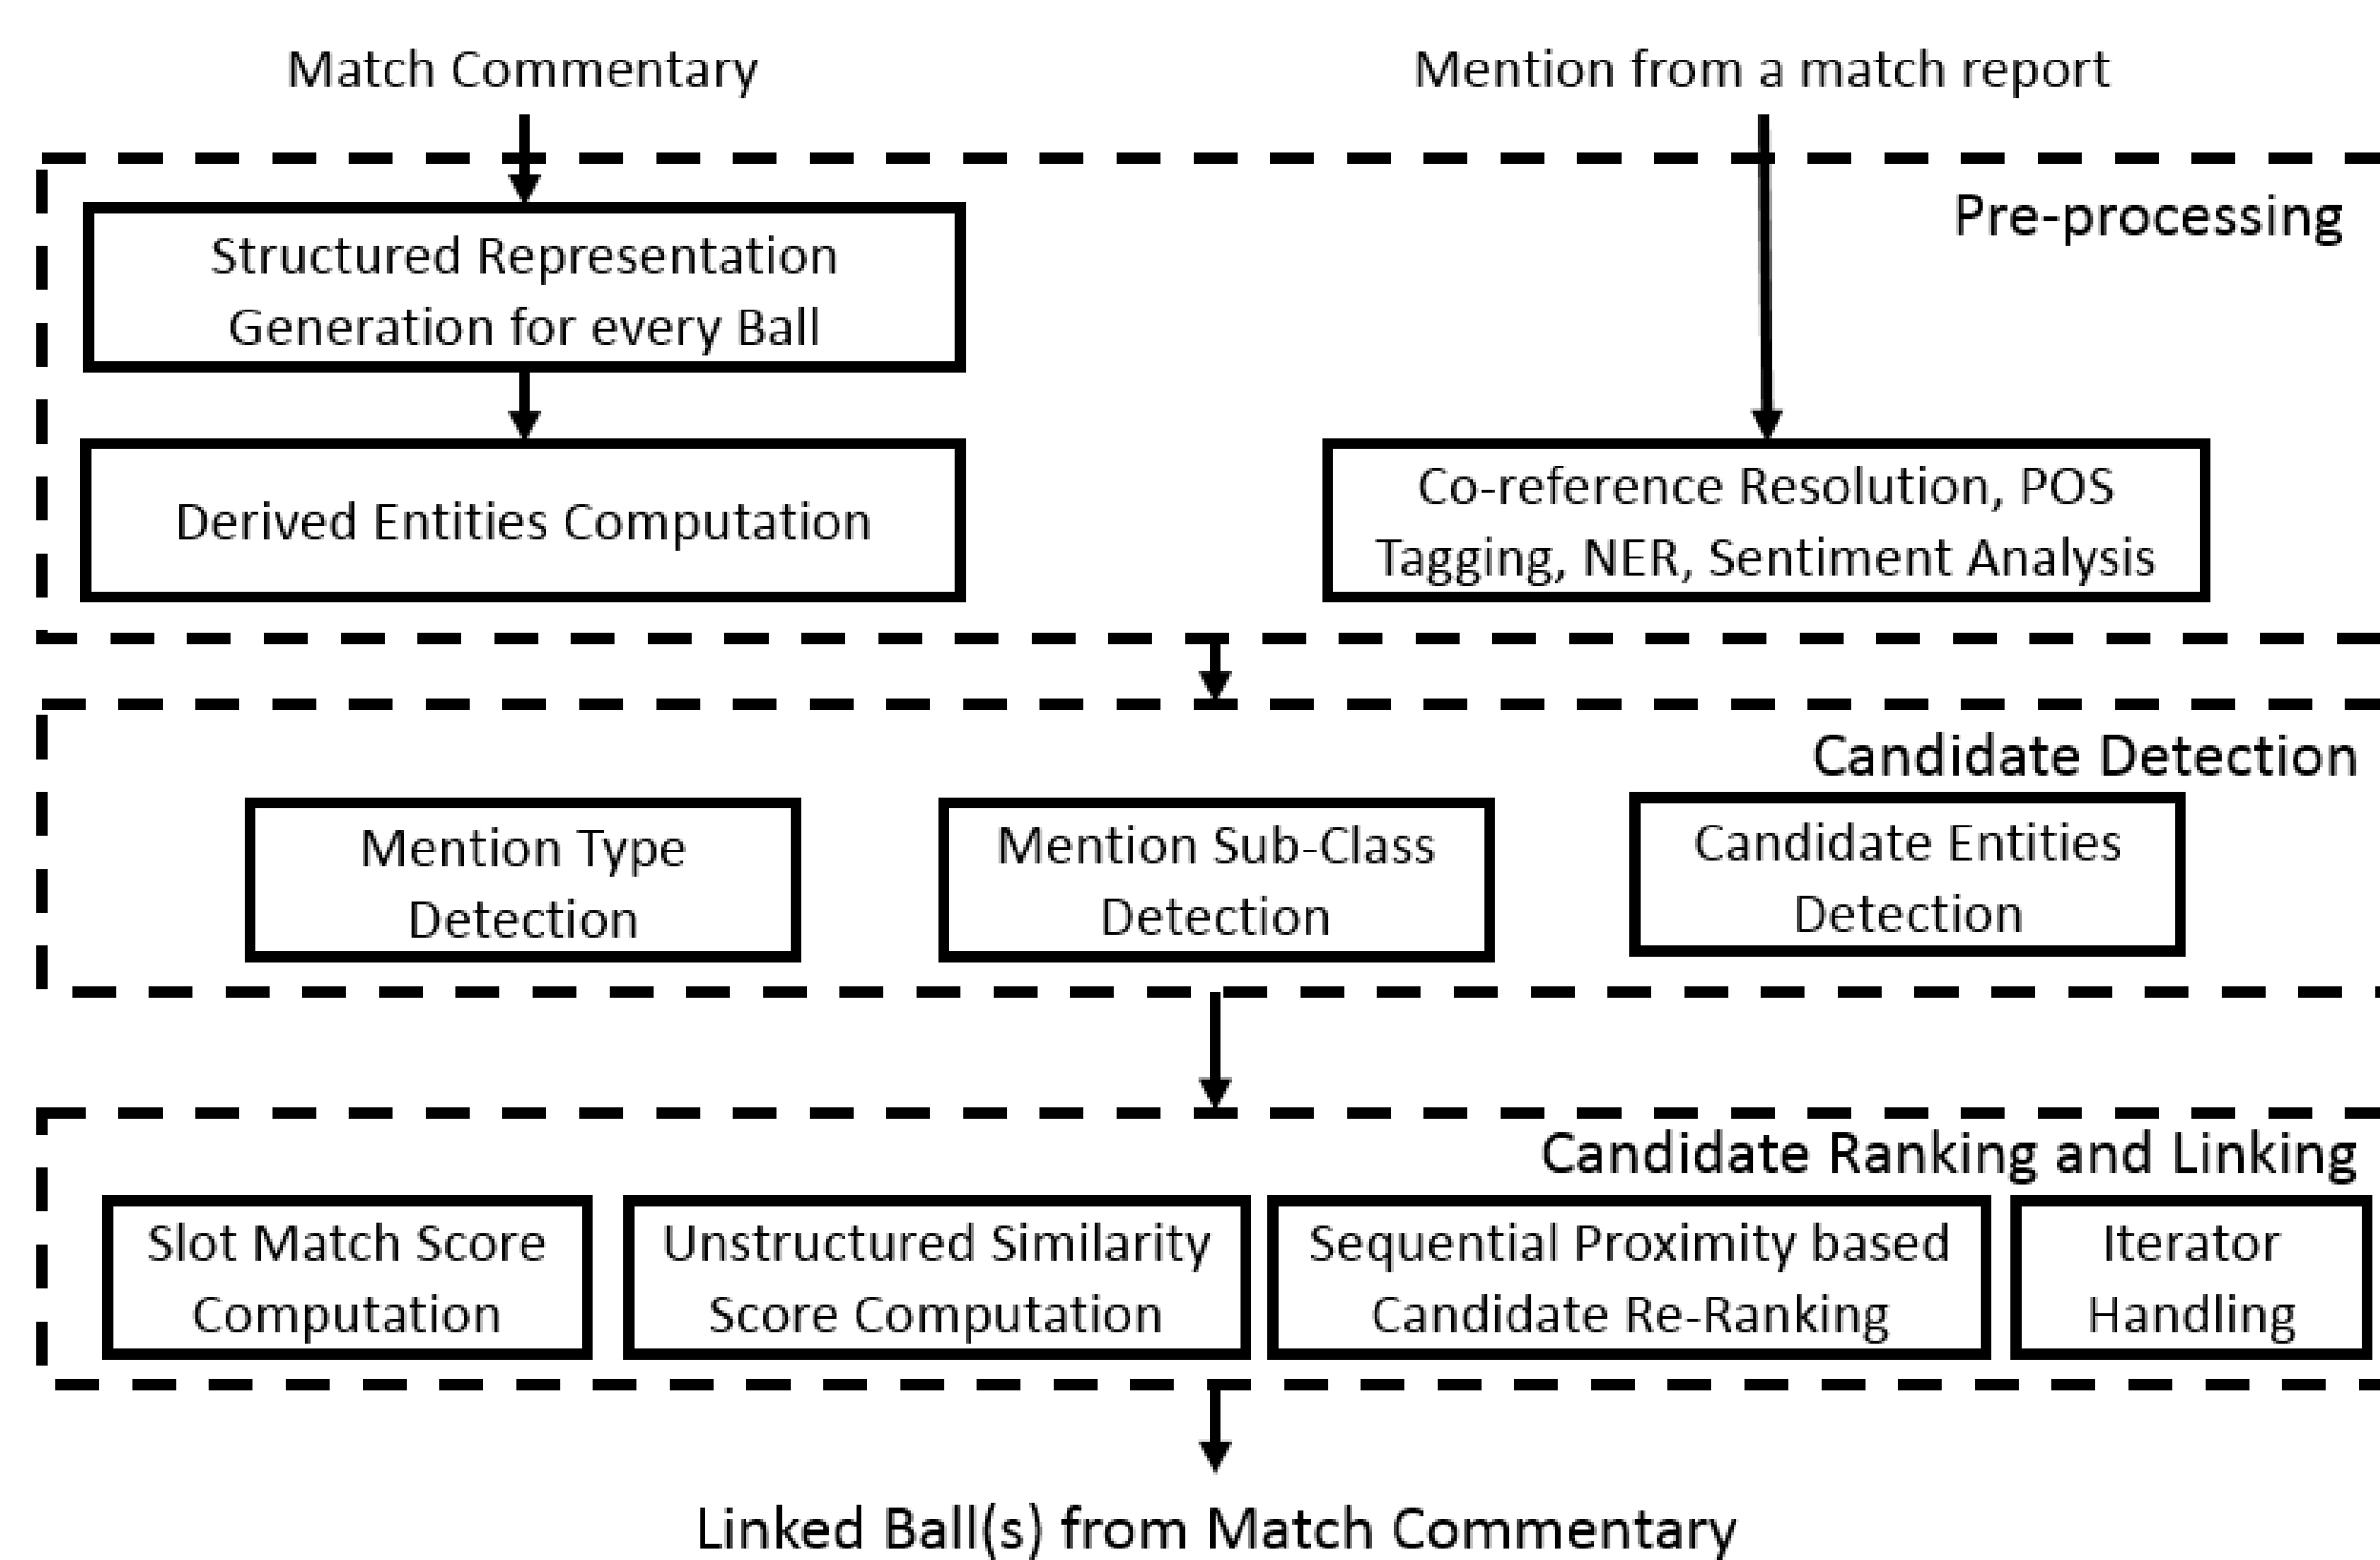 Match Commentary
Mention from a match report
Pre-processing
Structured Representation
Generation for every Ball
Derived Entities Computation
Co-reference Resolution, POS
Tagging, NER, Sentiment Analysis
Candidate Detection
Mention Type
Detection
Mention Sub-Class
Detection
Candidate Entities
Detection
Candidate Ranking and Linking
Slot Match Score
Computation
Unstructured Similarity
Score Computation
Sequential Proximity based
Candidate Re-Ranking
Iterator
Handling
Linked Ball(s) from Match Commentary